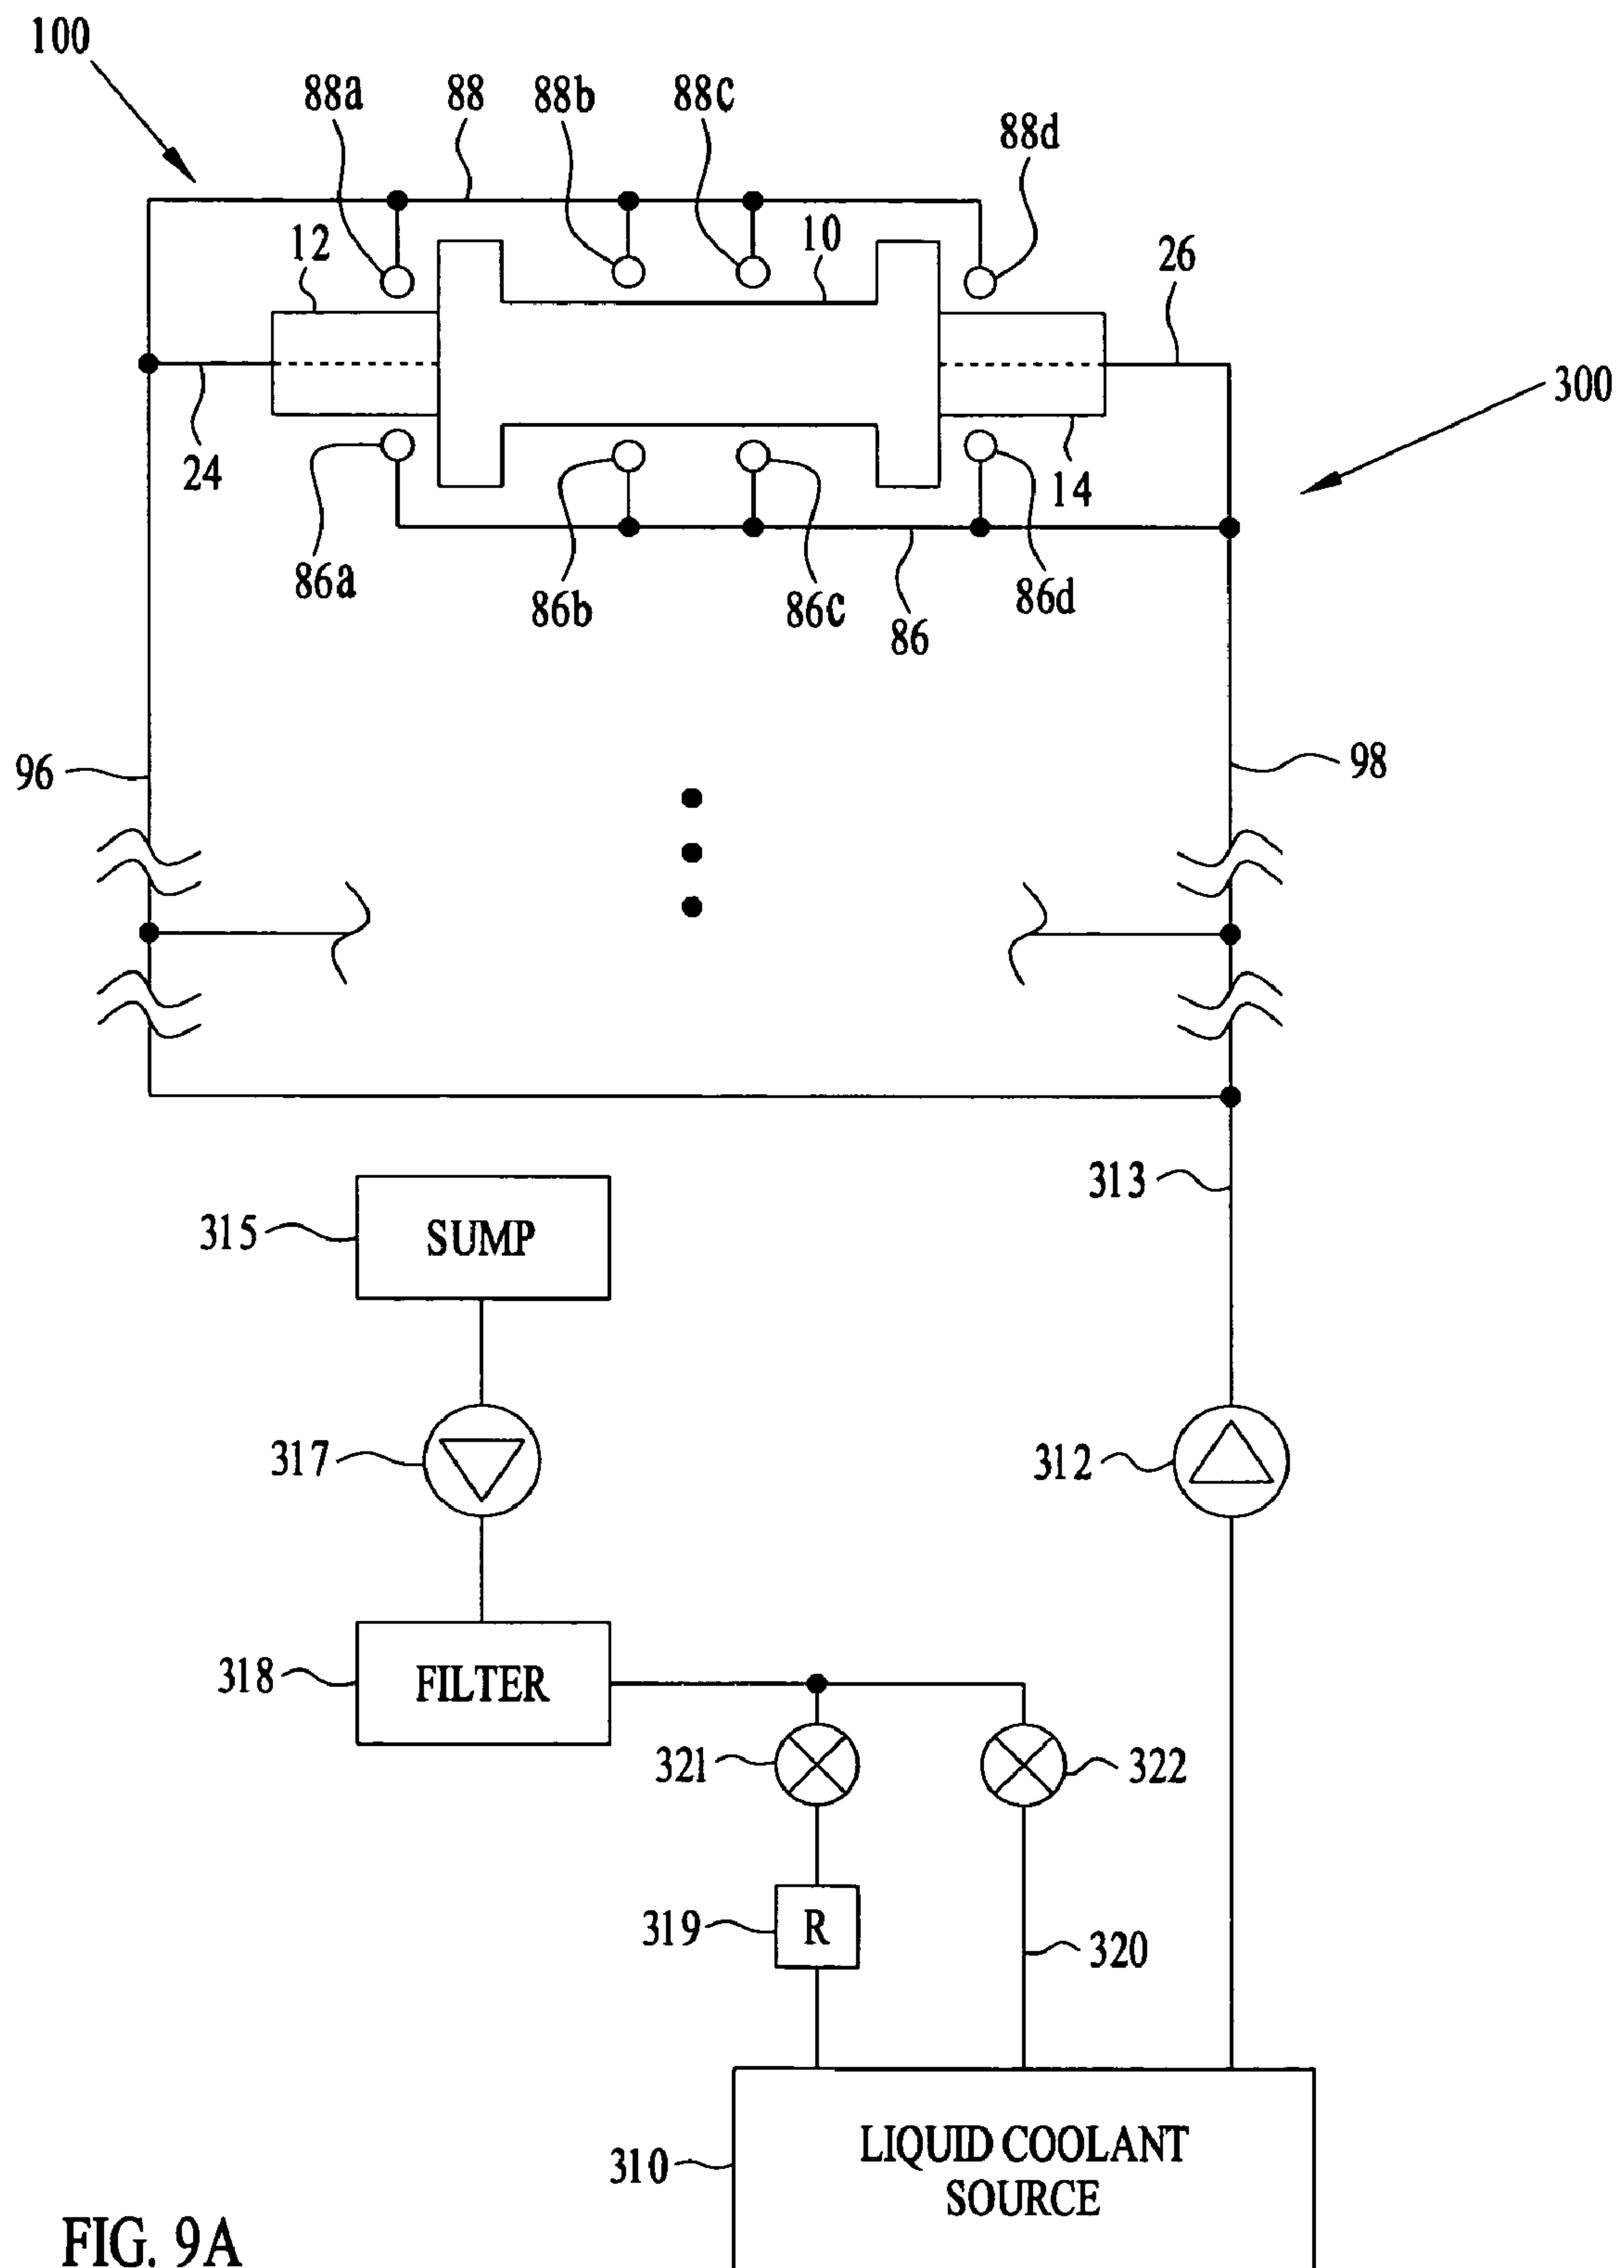 100
88a
88
88b
88c
88d
12
10
26
300
24
14
86a
86b
86c
86d
86
96
98
313
315
SUMP
317
312
318
FILTER
321
322
319
R
320
310
LIQUID COOLANT
SOURCE
FIG. 9A